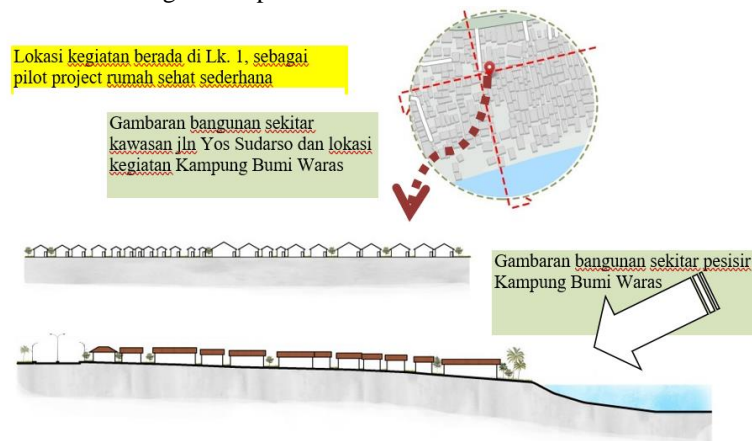 Lokasi kegiatan berada di Lk. 1, sebagai
pilot project rumah sehat sederhana
Gambaran bangunan sekitar
kawasan jln Yos Sudarso dan lokasi
kegiatan Kampung Bumi Waras
Gambaran bangunan sekitar pesisir
Kampung Bumi Waras